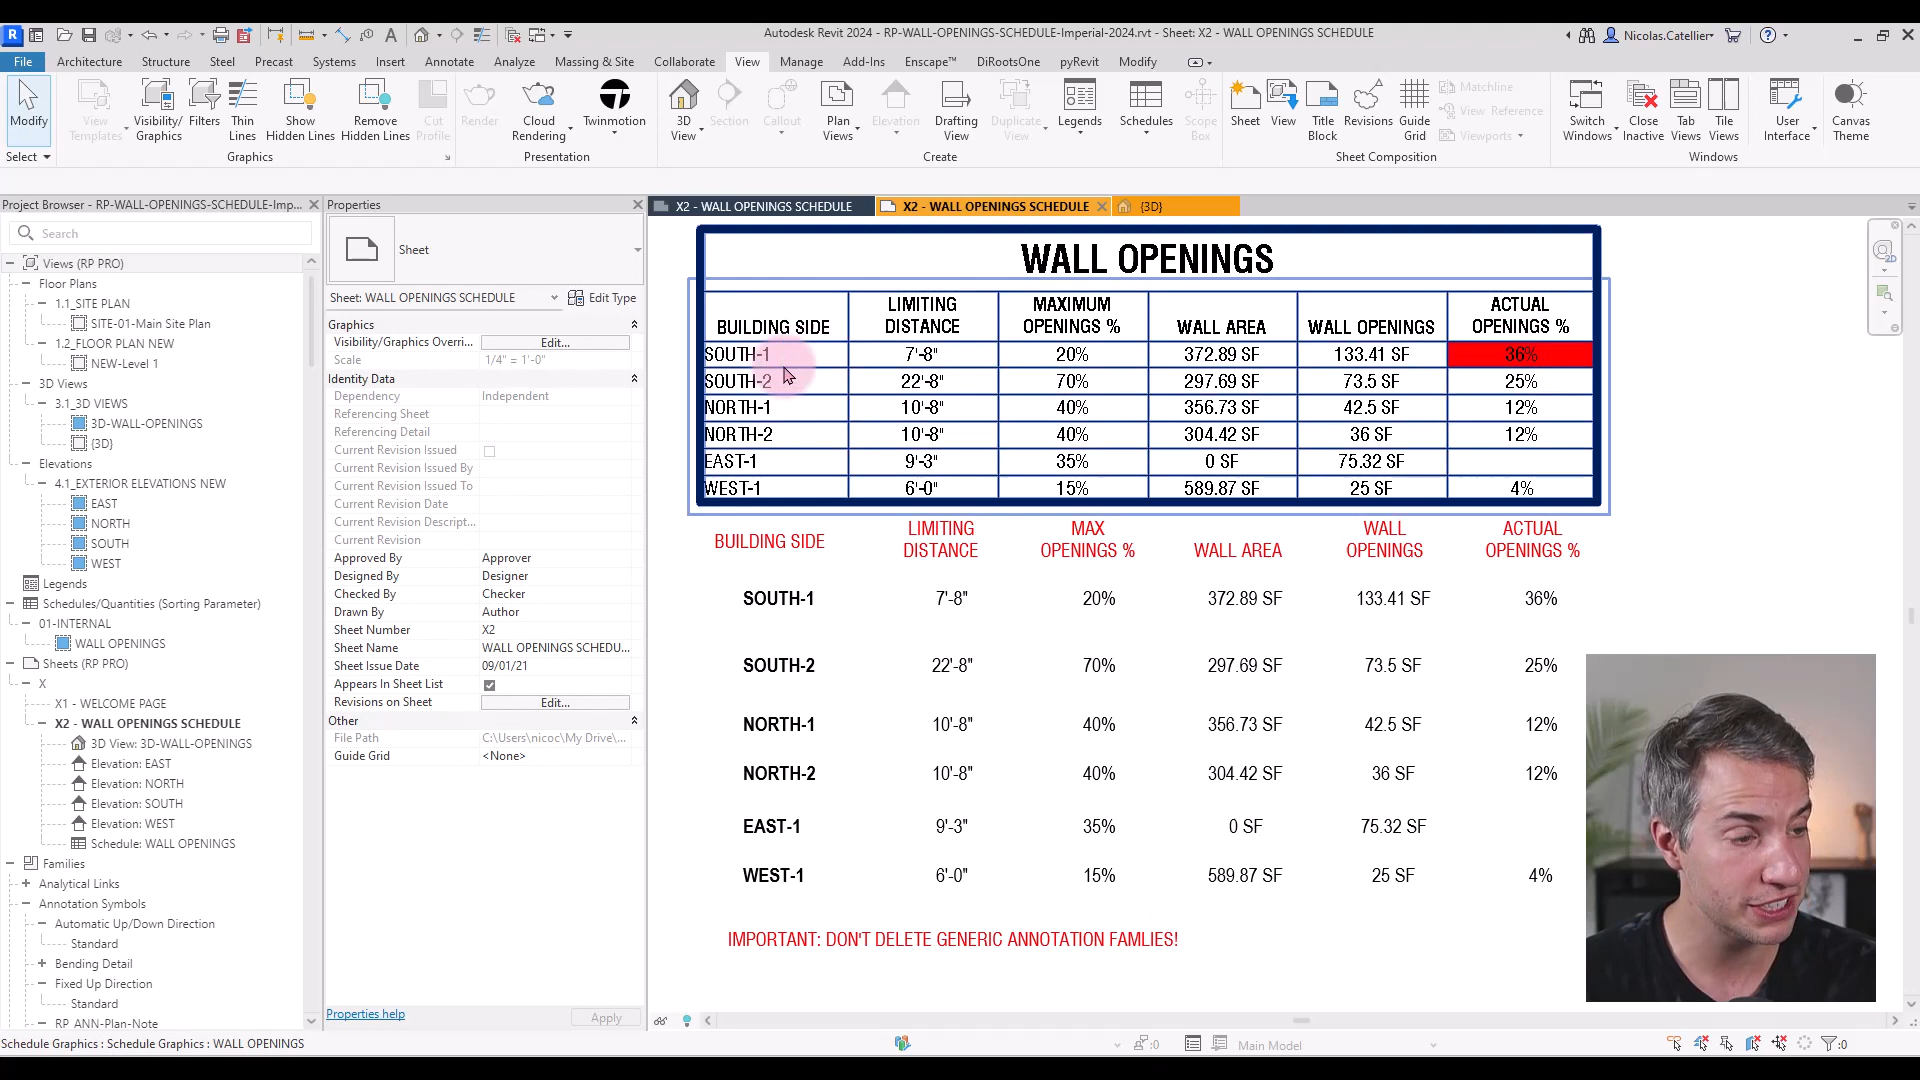 Autodesk Revit 2024 - RP-WALL-OPENINGS-SCHEDULE-Imperial-2024.rvt - Sheet: X2 - WALL OPENINGS SCHEDULE
Nicolas.Catellier
File Architecture Structure Steel Precast Systems Insert Annotate Analyze Massing & Site Collaborate View Manage Add-Ins Enscape™ DiRootsOne pyRevit Modify
Modify
View Templates
Visibility/ Graphics
Filters
Thin Lines
Show Hidden Lines
Remove Hidden Lines
Cut Profile
Render
Cloud Rendering
Twinmotion
3D View
Section
Callout
Plan Views
Elevation
Drafting View
Duplicate View
Legends
Schedules
Scope Box
Sheet
View
Title Block
Revisions
Guide Grid
Matchline
View Reference
Viewports
Switch Windows
Close Inactive
Tab Views
Tile Views
User Interface
Canvas Theme
Select Graphics Presentation Create Sheet Composition Windows
Project Browser - RP-WALL-OPENINGS-SCHEDULE-Imp...
Search
Views (RP PRO)
Floor Plans
1.1_SITE PLAN
SITE-01-Main Site Plan
1.2_FLOOR PLAN NEW
NEW-Level 1
3D Views
3.1_3D VIEWS
3D-WALL-OPENINGS
{3D}
Elevations
4.1_EXTERIOR ELEVATIONS NEW
EAST
NORTH
SOUTH
WEST
Legends
Schedules/Quantities (Sorting Parameter)
01-INTERNAL
WALL OPENINGS
Sheets (RP PRO)
X
X1 - WELCOME PAGE
X2 - WALL OPENINGS SCHEDULE
3D View: 3D-WALL-OPENINGS
Elevation: EAST
Elevation: NORTH
Elevation: SOUTH
Elevation: WEST
Schedule: WALL OPENINGS
Families
Analytical Links
Annotation Symbols
Automatic Up/Down Direction
Standard
Bending Detail
Fixed Up Direction
Standard
RP_ANN-Plan-Note
Properties
Sheet
Sheet: WALL OPENINGS SCHEDULE Edit Type
Graphics
Visibility/Graphics Overri... Edit...
Scale 1/4" = 1'-0"
Identity Data
Dependency Independent
Referencing Sheet
Referencing Detail
Current Revision Issued
Current Revision Issued By
Current Revision Issued To
Current Revision Date
Current Revision Descript...
Current Revision
Approved By Approver
Designed By Designer
Checked By Checker
Drawn By Author
Sheet Number X2
Sheet Name WALL OPENINGS SCHEDU...
Sheet Issue Date 09/01/21
Appears In Sheet List
Revisions on Sheet Edit...
Other
File Path C:\Users\nicoc\My Drive\...
Guide Grid <None>
Properties help Apply
X2 - WALL OPENINGS SCHEDULE X2 - WALL OPENINGS SCHEDULE {3D}
WALL OPENINGS
BUILDING SIDE LIMITING DISTANCE MAXIMUM OPENINGS % WALL AREA WALL OPENINGS ACTUAL OPENINGS %
SOUTH-1 7'-8" 20% 372.89 SF 133.41 SF 36%
SOUTH-2 22'-8" 70% 297.69 SF 73.5 SF 25%
NORTH-1 10'-8" 40% 356.73 SF 42.5 SF 12%
NORTH-2 10'-8" 40% 304.42 SF 36 SF 12%
EAST-1 9'-3" 35% 0 SF 75.32 SF
WEST-1 6'-0" 15% 589.87 SF 25 SF 4%
BUILDING SIDE LIMITING DISTANCE MAX OPENINGS % WALL AREA WALL OPENINGS ACTUAL OPENINGS %
SOUTH-1 7'-8" 20% 372.89 SF 133.41 SF 36%
SOUTH-2 22'-8" 70% 297.69 SF 73.5 SF 25%
NORTH-1 10'-8" 40% 356.73 SF 42.5 SF 12%
NORTH-2 10'-8" 40% 304.42 SF 36 SF 12%
EAST-1 9'-3" 35% 0 SF 75.32 SF
WEST-1 6'-0" 15% 589.87 SF 25 SF 4%
IMPORTANT: DON'T DELETE GENERIC ANNOTATION FAMLIES!
Schedule Graphics : Schedule Graphics : WALL OPENINGS :0 Main Model :0